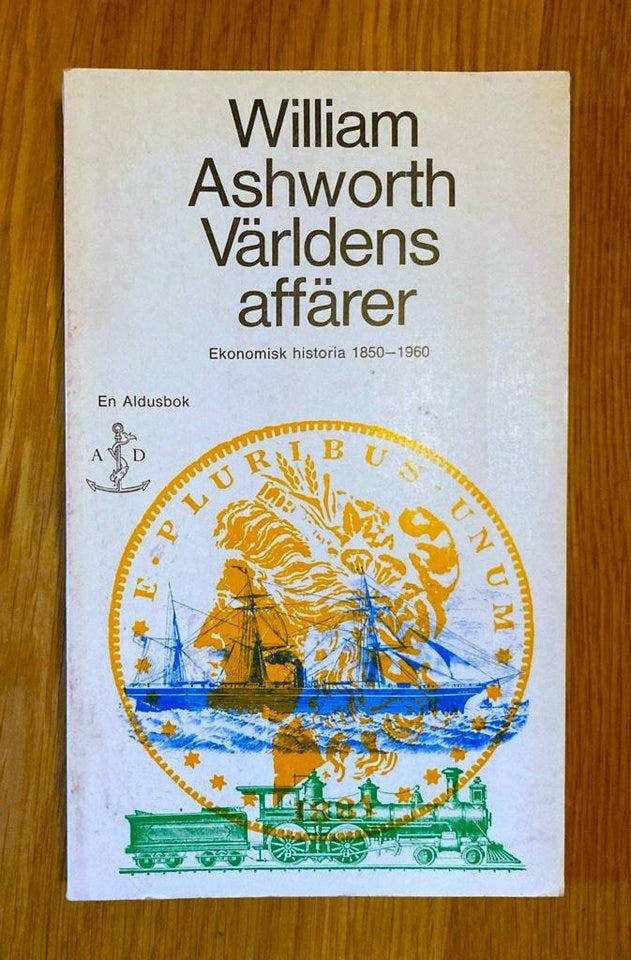 William
Ashworth
Världens
affärer
Ekonomisk historia 1850–1960
En Aldusbok
A D
E · PLURIBUS · UNUM
1881